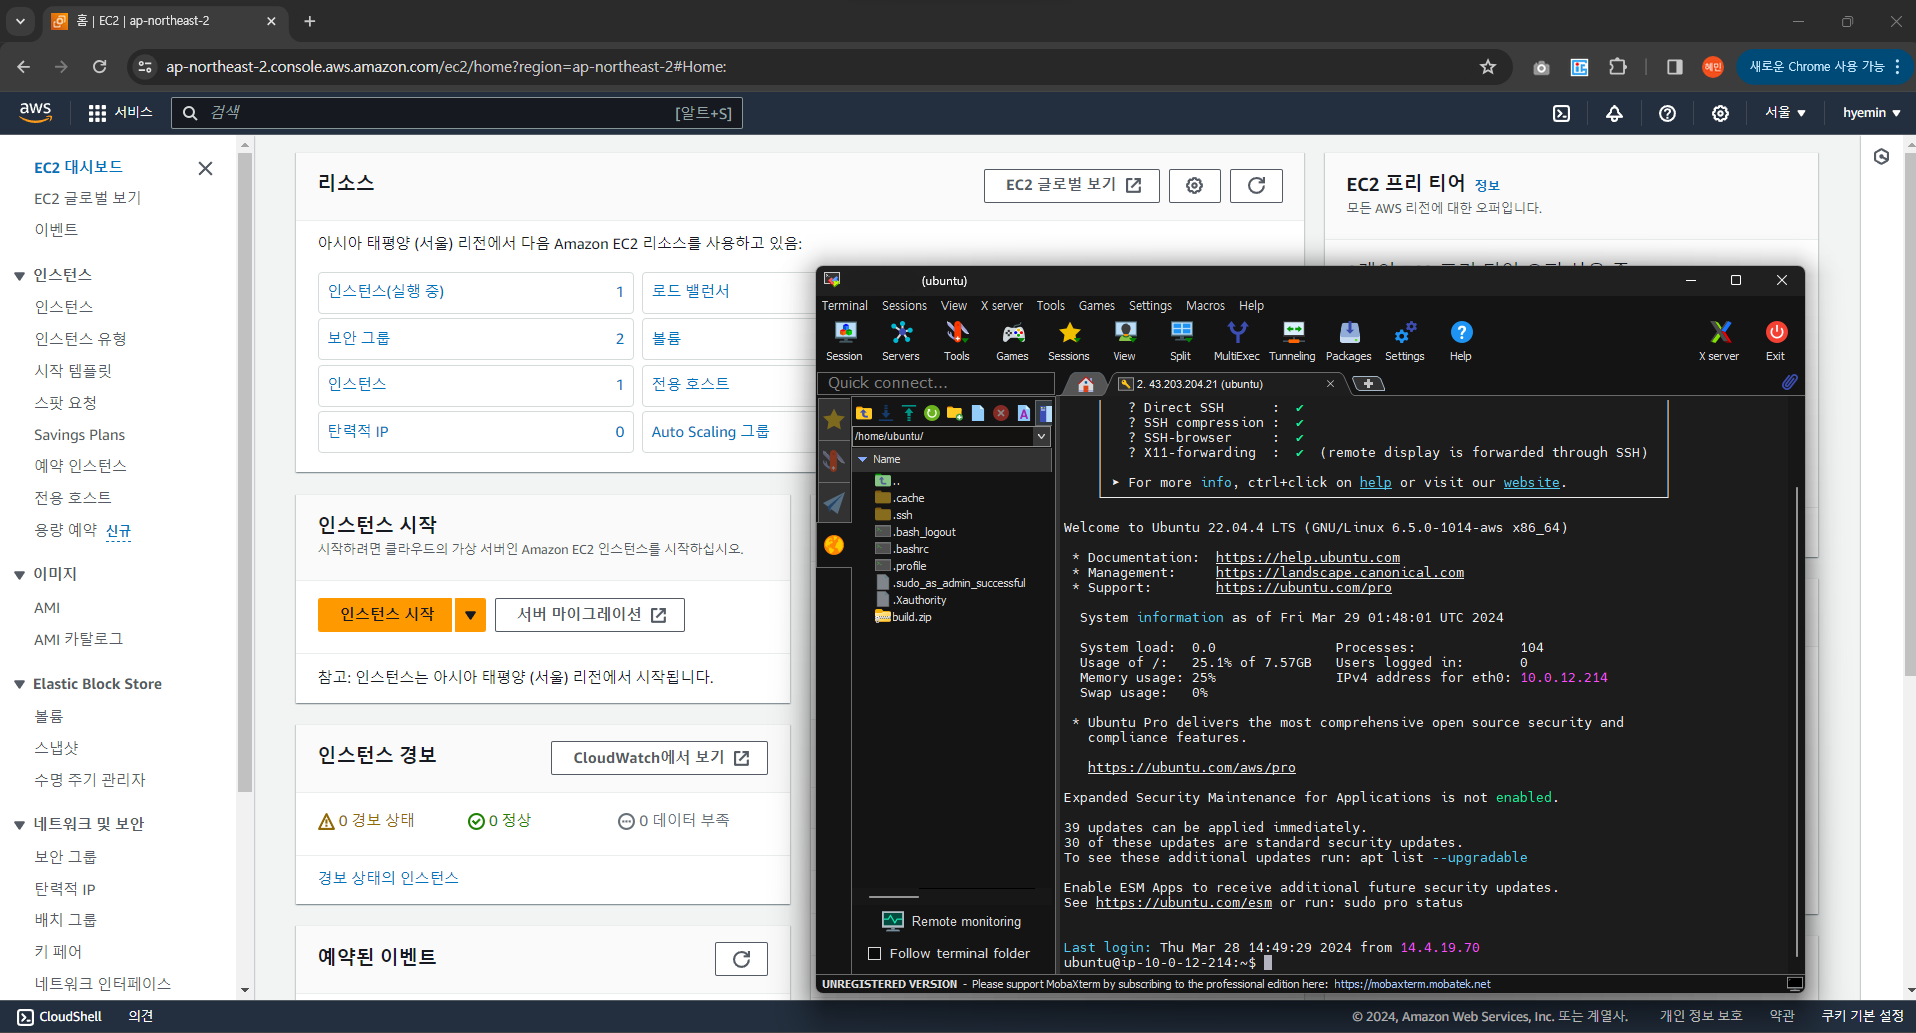 홈 | EC2 | ap-northeast-2
ap-northeast-2.console.aws.amazon.com/ec2/home?region=ap-northeast-2#Home:
혜민
새로운 Chrome 사용 가능
aws
서비스
검색
[알트+S]
서울
hyemin
EC2 대시보드
EC2 글로벌 보기
이벤트
인스턴스
인스턴스
인스턴스 유형
시작 템플릿
스팟 요청
Savings Plans
예약 인스턴스
전용 호스트
용량 예약 신규
이미지
AMI
AMI 카탈로그
Elastic Block Store
볼륨
스냅샷
수명 주기 관리자
네트워크 및 보안
보안 그룹
탄력적 IP
배치 그룹
키 페어
네트워크 인터페이스
리소스
EC2 글로벌 보기
아시아 태평양 (서울) 리전에서 다음 Amazon EC2 리소스를 사용하고 있음:
인스턴스(실행 중) 1
로드 밸런서
보안 그룹 2
볼륨
인스턴스 1
전용 호스트
탄력적 IP 0
Auto Scaling 그룹
인스턴스 시작
시작하려면 클라우드의 가상 서버인 Amazon EC2 인스턴스를 시작하십시오.
인스턴스 시작
서버 마이그레이션
참고: 인스턴스는 아시아 태평양 (서울) 리전에서 시작됩니다.
인스턴스 경보
CloudWatch에서 보기
0 경보 상태
0 정상
0 데이터 부족
경보 상태의 인스턴스
예약된 이벤트
EC2 프리 티어 정보
모든 AWS 리전에 대한 오퍼입니다.
(ubuntu)
Terminal Sessions View X server Tools Games Settings Macros Help
Session Servers Tools Games Sessions View Split MultiExec Tunneling Packages Settings Help
X server Exit
Quick connect...
2. 43.203.204.21 (ubuntu)
/home/ubuntu/
Name
..
.cache
.ssh
.bash_logout
.bashrc
.profile
.sudo_as_admin_successful
.Xauthority
build.zip
Remote monitoring
Follow terminal folder
? Direct SSH : ✔
? SSH compression : ✔
? SSH-browser : ✔
? X11-forwarding : ✔ (remote display is forwarded through SSH)
➤ For more info, ctrl+click on help or visit our website.
Welcome to Ubuntu 22.04.4 LTS (GNU/Linux 6.5.0-1014-aws x86_64)
* Documentation: https://help.ubuntu.com
* Management: https://landscape.canonical.com
* Support: https://ubuntu.com/pro
System information as of Fri Mar 29 01:48:01 UTC 2024
System load: 0.0 Processes: 104
Usage of /: 25.1% of 7.57GB Users logged in: 0
Memory usage: 25% IPv4 address for eth0: 10.0.12.214
Swap usage: 0%
* Ubuntu Pro delivers the most comprehensive open source security and
compliance features.
https://ubuntu.com/aws/pro
Expanded Security Maintenance for Applications is not enabled.
39 updates can be applied immediately.
30 of these updates are standard security updates.
To see these additional updates run: apt list --upgradable
Enable ESM Apps to receive additional future security updates.
See https://ubuntu.com/esm or run: sudo pro status
Last login: Thu Mar 28 14:49:29 2024 from 14.4.19.70
ubuntu@ip-10-0-12-214:~$
UNREGISTERED VERSION - Please support MobaXterm by subscribing to the professional edition here: https://mobaxterm.mobatek.net
CloudShell
의견
© 2024, Amazon Web Services, Inc. 또는 계열사.
개인 정보 보호
약관
쿠키 기본 설정